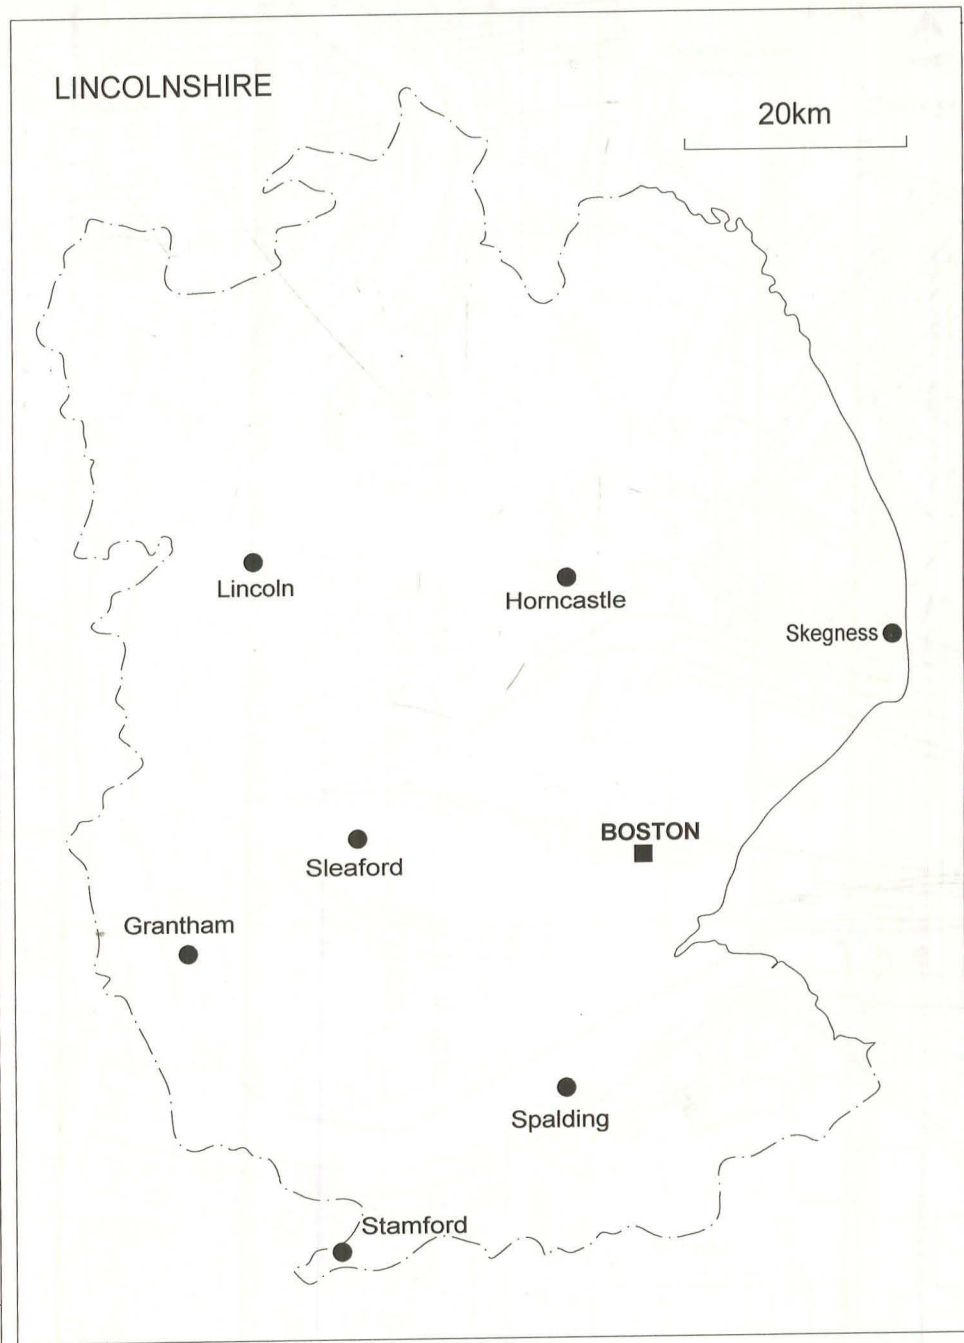 LINCOLNSHIRE
20km
Lincoln
Horncastle
Skegness
BOSTON
Sleaford
Grantham
Spalding
Stamford